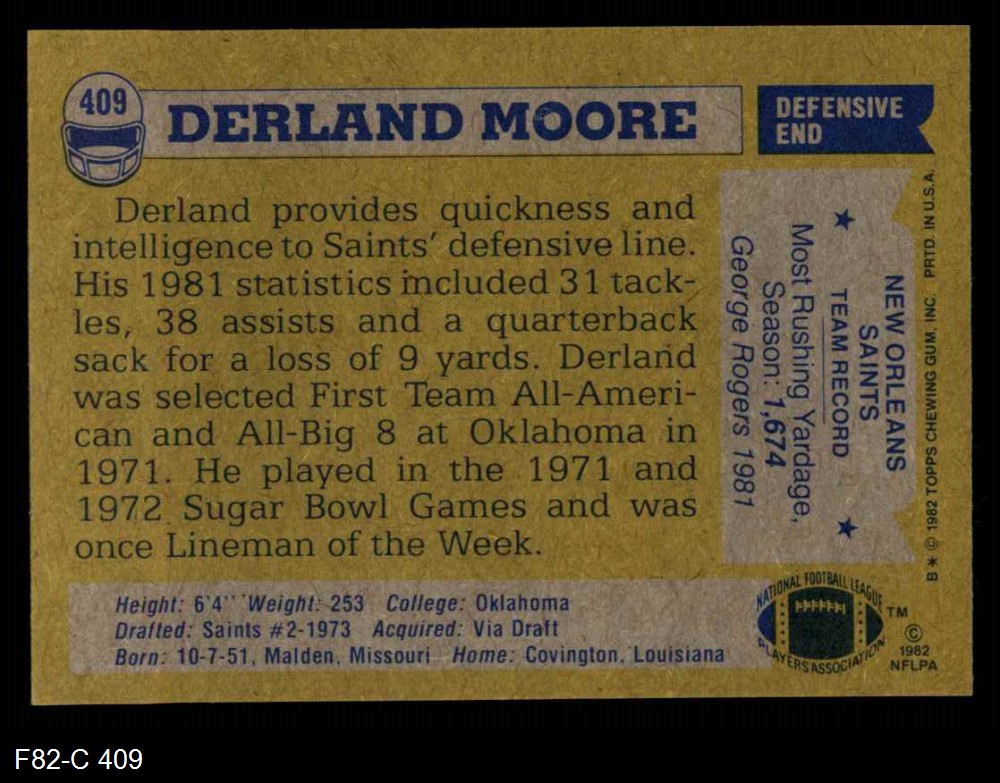 409
DERLAND MOORE
DEFENSIVE
END
Derland provides quickness and
intelligence to Saints' defensive line.
His 1981 statistics included 31 tack-
les, 38 assists and a quarterback
sack for a loss of 9 yards. Derland
was selected First Team All-Ameri-
can and All-Big 8 at Oklahoma in
1971. He played in the 1971 and
1972 Sugar Bowl Games and was
once Lineman of the Week.
NEW ORLEANS
SAINTS
★ TEAM RECORD ★
Most Rushing Yardage,
Season: 1,674
George Rogers 1981
B* © 1982 TOPPS CHEWING GUM, INC. PRTD. IN U.S.A.
Height: 6'4" Weight: 253 College: Oklahoma
Drafted: Saints #2-1973 Acquired: Via Draft
Born: 10-7-51, Malden, Missouri Home: Covington, Louisiana
NATIONAL FOOTBALL LEAGUE
PLAYERS ASSOCIATION
TM
©
1982
NFLPA
F82-C 409